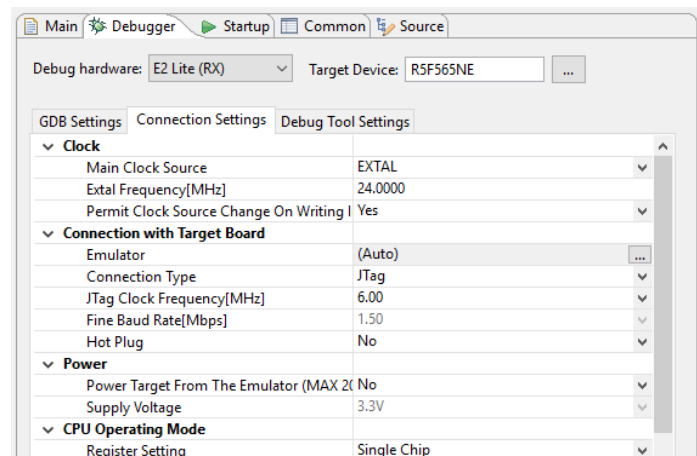 Main Debugger Startup Common Source
Debug hardware: E2 Lite (RX) Target Device: R5F565NE ...
GDB Settings Connection Settings Debug Tool Settings
Clock
Main Clock Source EXTAL
Extal Frequency[MHz] 24.0000
Permit Clock Source Change On Writing I Yes
Connection with Target Board
Emulator (Auto) ...
Connection Type JTag
JTag Clock Frequency[MHz] 6.00
Fine Baud Rate[Mbps] 1.50
Hot Plug No
Power
Power Target From The Emulator (MAX 20 No
Supply Voltage 3.3V
CPU Operating Mode
Register Setting Single Chip